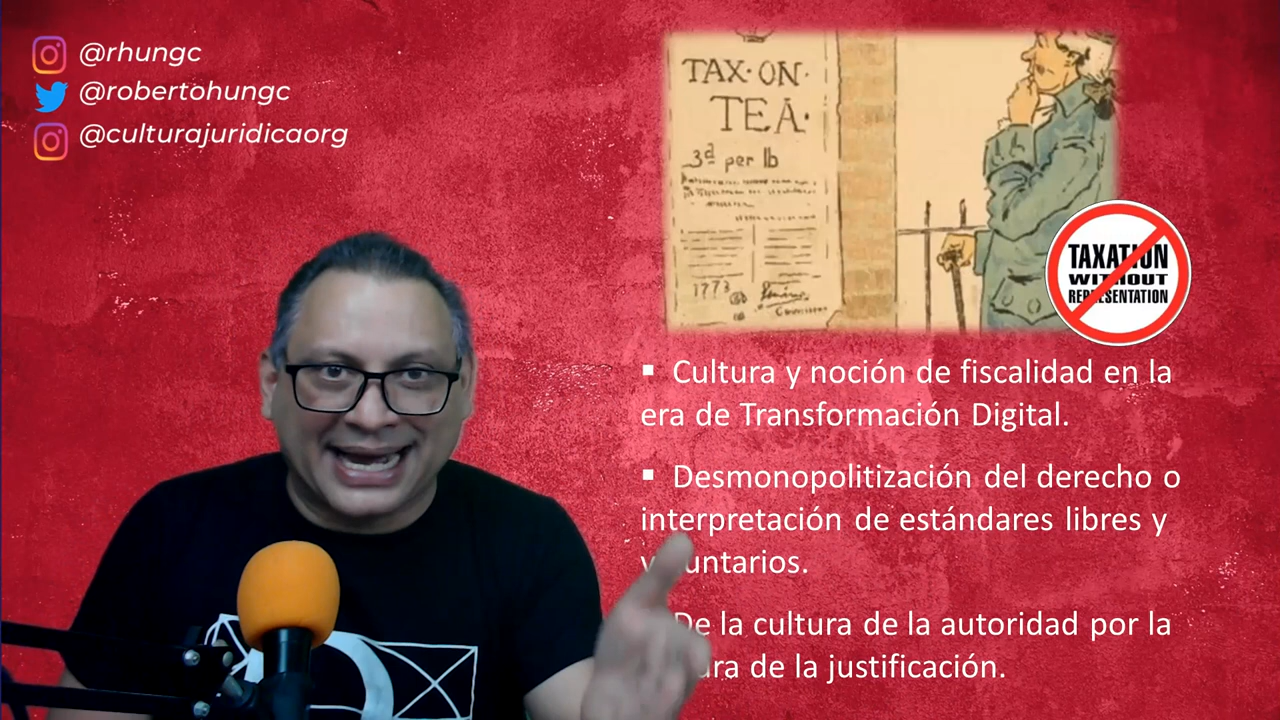 @rhungc
@robertohungc
@culturajuridicaorg
TAX·ON·
TEA·
3d per lb
1773
TAXATION
WITHOUT
REPRESENTATION
▪ Cultura y noción de fiscalidad en la
era de Transformación Digital.
▪ Desmonopolitización del derecho o
interpretación de estándares libres y
De la cultura de la autoridad por la
de la justificación.